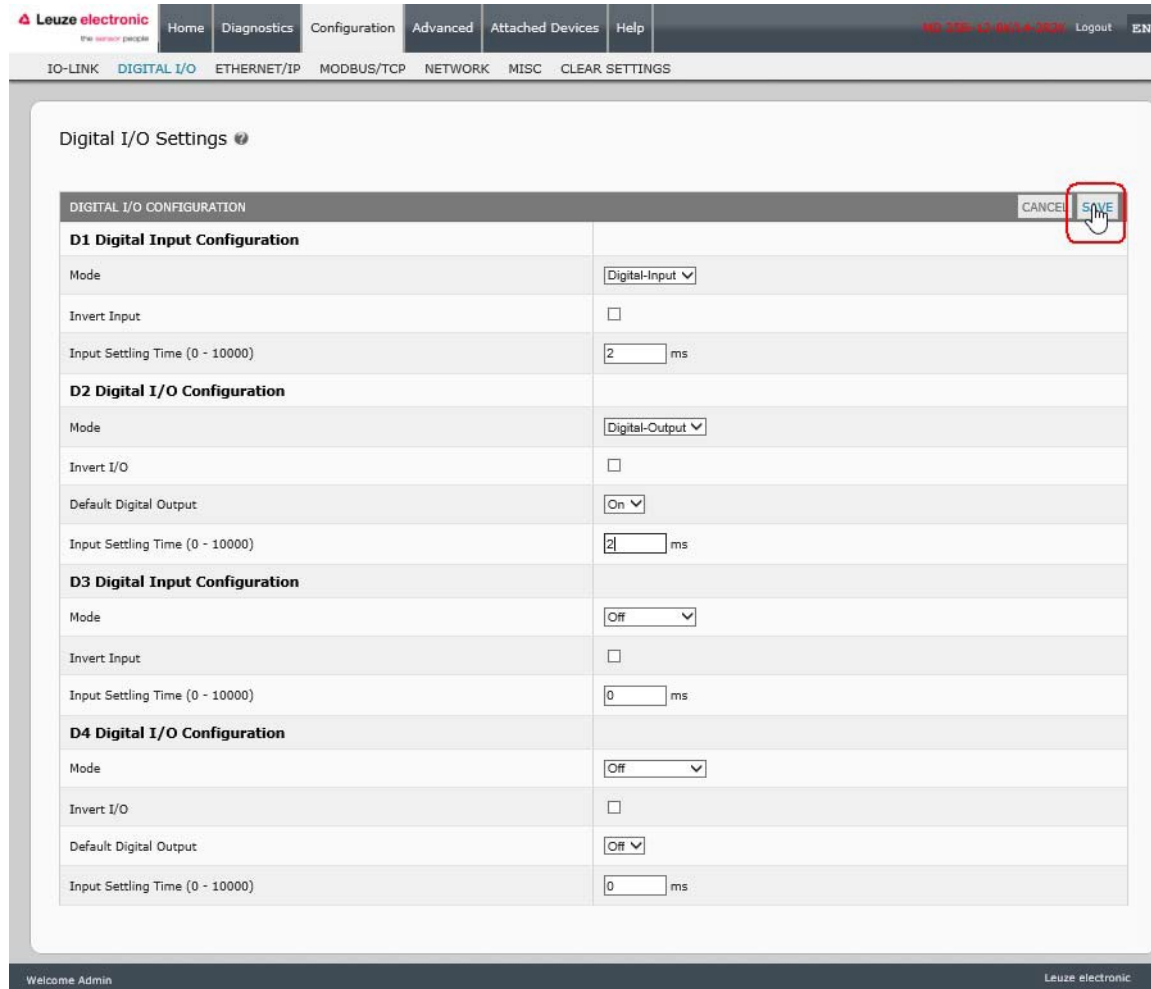 Leuze electronic
the sensor people
Home Diagnostics Configuration Advanced Attached Devices Help Logout EN
IO-LINK DIGITAL I/O ETHERNET/IP MODBUS/TCP NETWORK MISC CLEAR SETTINGS
Digital I/O Settings ?
DIGITAL I/O CONFIGURATION CANCEL SAVE
D1 Digital Input Configuration
Mode Digital-Input
Invert Input
Input Settling Time (0 - 10000) 2 ms
D2 Digital I/O Configuration
Mode Digital-Output
Invert I/O
Default Digital Output On
Input Settling Time (0 - 10000) 2 ms
D3 Digital Input Configuration
Mode Off
Invert Input
Input Settling Time (0 - 10000) 0 ms
D4 Digital I/O Configuration
Mode Off
Invert I/O
Default Digital Output Off
Input Settling Time (0 - 10000) 0 ms
Welcome Admin Leuze electronic